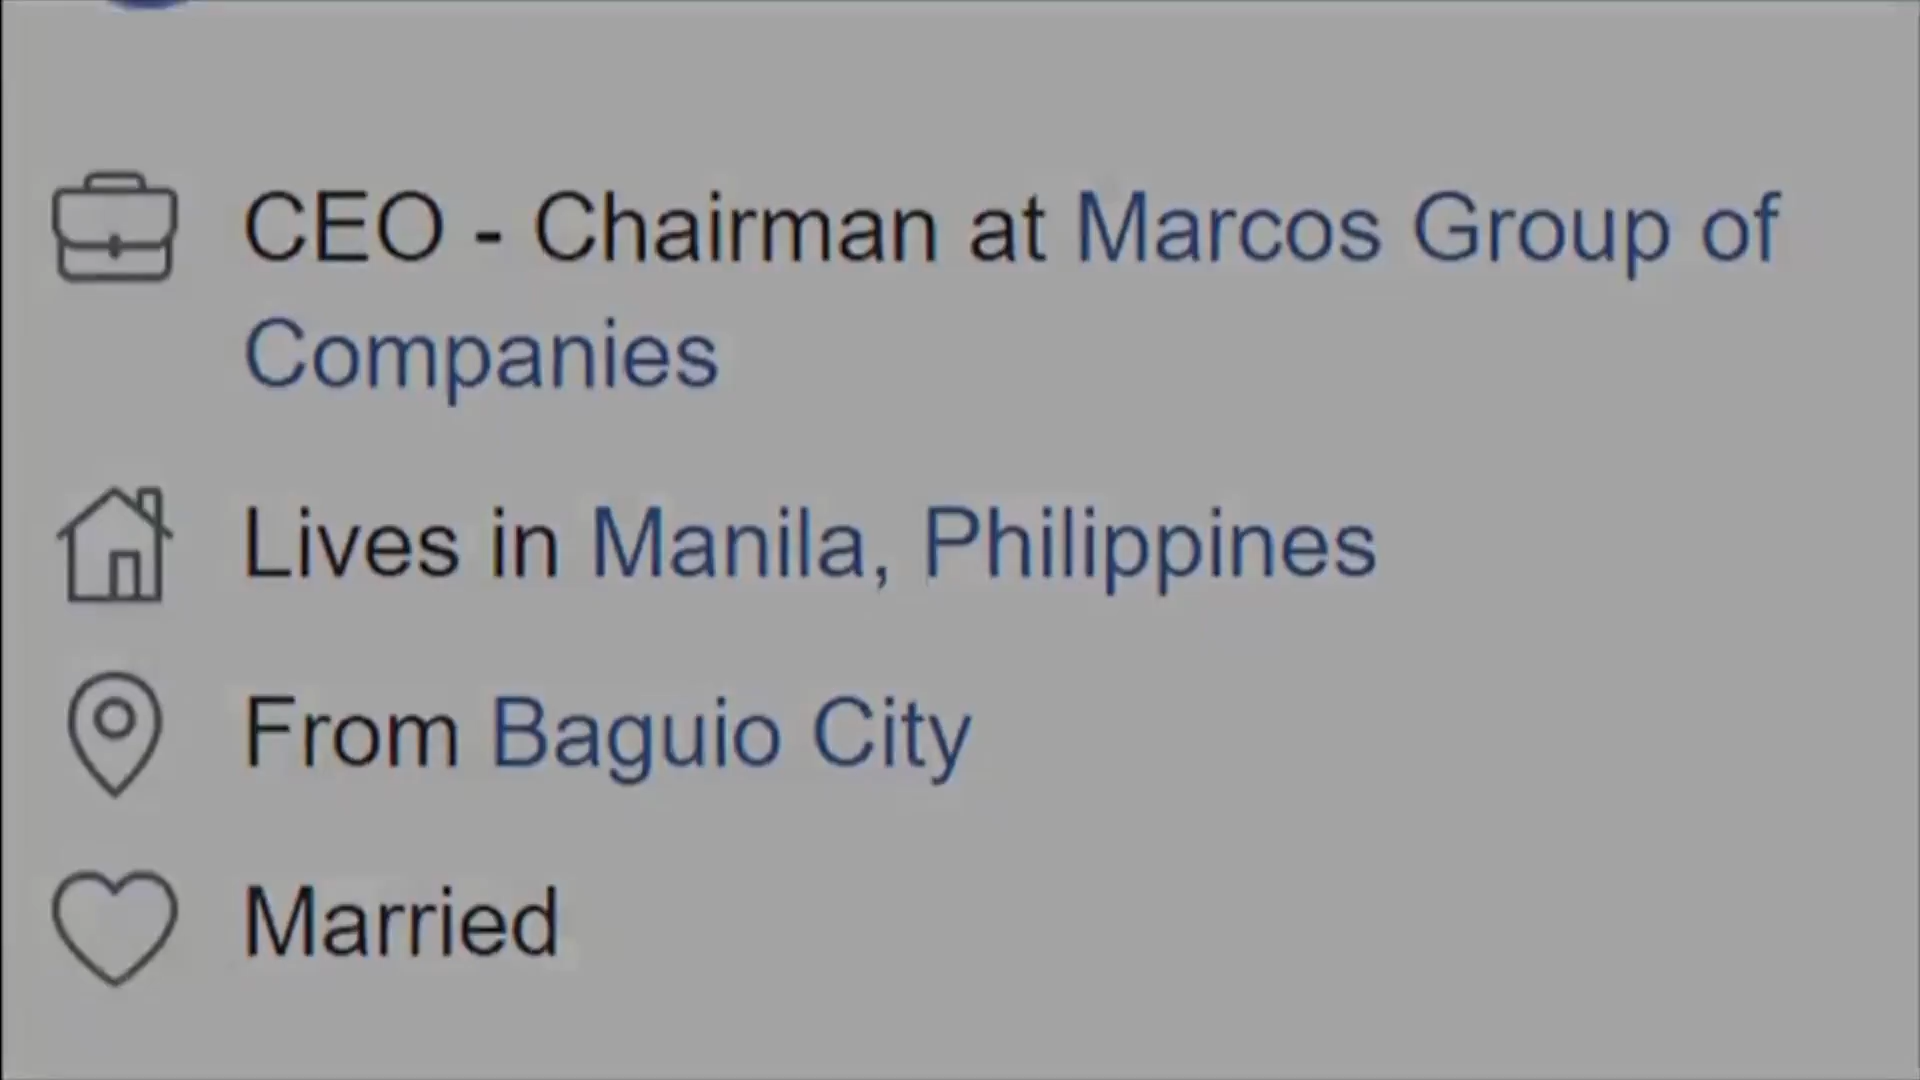 CEO - Chairman at Marcos Group of
Companies
Lives in Manila, Philippines
From Baguio City
Married